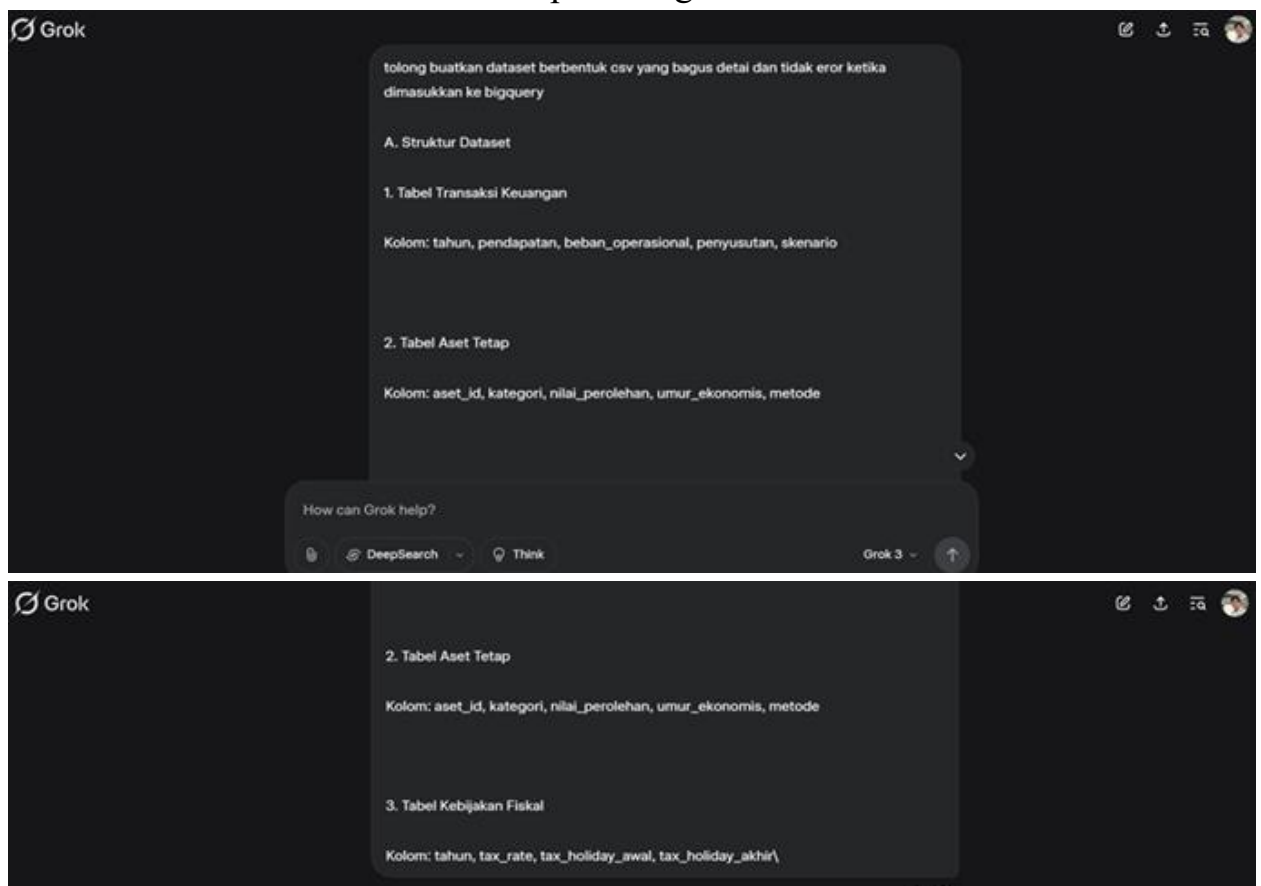 Grok
tolong buatkan dataset berbentuk csv yang bagus detai dan tidak eror ketika
dimasukkan ke bigquery
A. Struktur Dataset
1. Tabel Transaksi Keuangan
Kolom: tahun, pendapatan, beban_operasional, penyusutan, skenario
2. Tabel Aset Tetap
Kolom: aset_id, kategori, nilai_perolehan, umur_ekonomis, metode
How can Grok help?
DeepSearch
Think
Grok 3
Grok
2. Tabel Aset Tetap
Kolom: aset_id, kategori, nilai_perolehan, umur_ekonomis, metode
3. Tabel Kebijakan Fiskal
Kolom: tahun, tax_rate, tax_holiday_awal, tax_holiday_akhir\